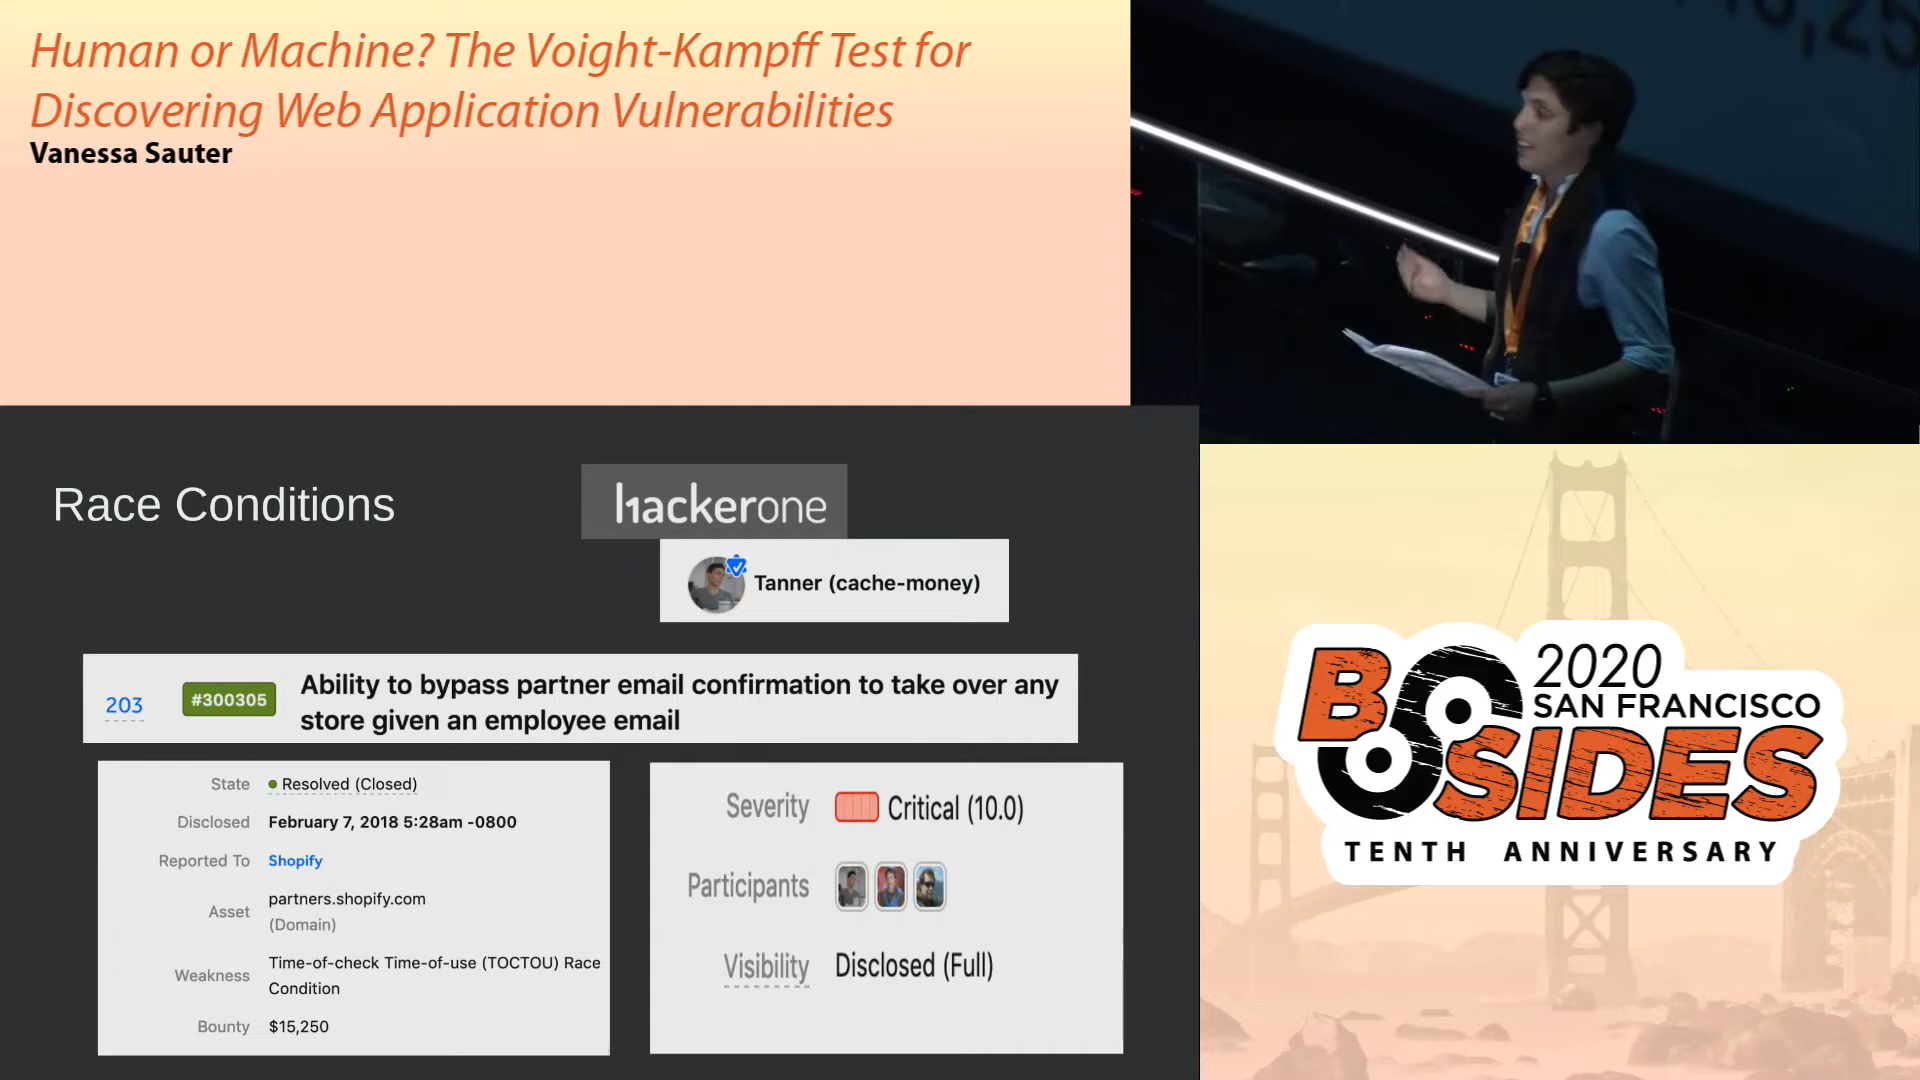 Human or Machine? The Voight-Kampff Test for
Discovering Web Application Vulnerabilities
Vanessa Sauter
Race Conditions
hackerone
Tanner (cache-money)
203
#300305
Ability to bypass partner email confirmation to take over any
store given an employee email
State Resolved (Closed)
Disclosed February 7, 2018 5:28am -0800
Reported To Shopify
Asset partners.shopify.com
(Domain)
Weakness Time-of-check Time-of-use (TOCTOU) Race
Condition
Bounty $15,250
Severity Critical (10.0)
Participants
Visibility Disclosed (Full)
2020
SAN FRANCISCO
BSIDES
TENTH ANNIVERSARY